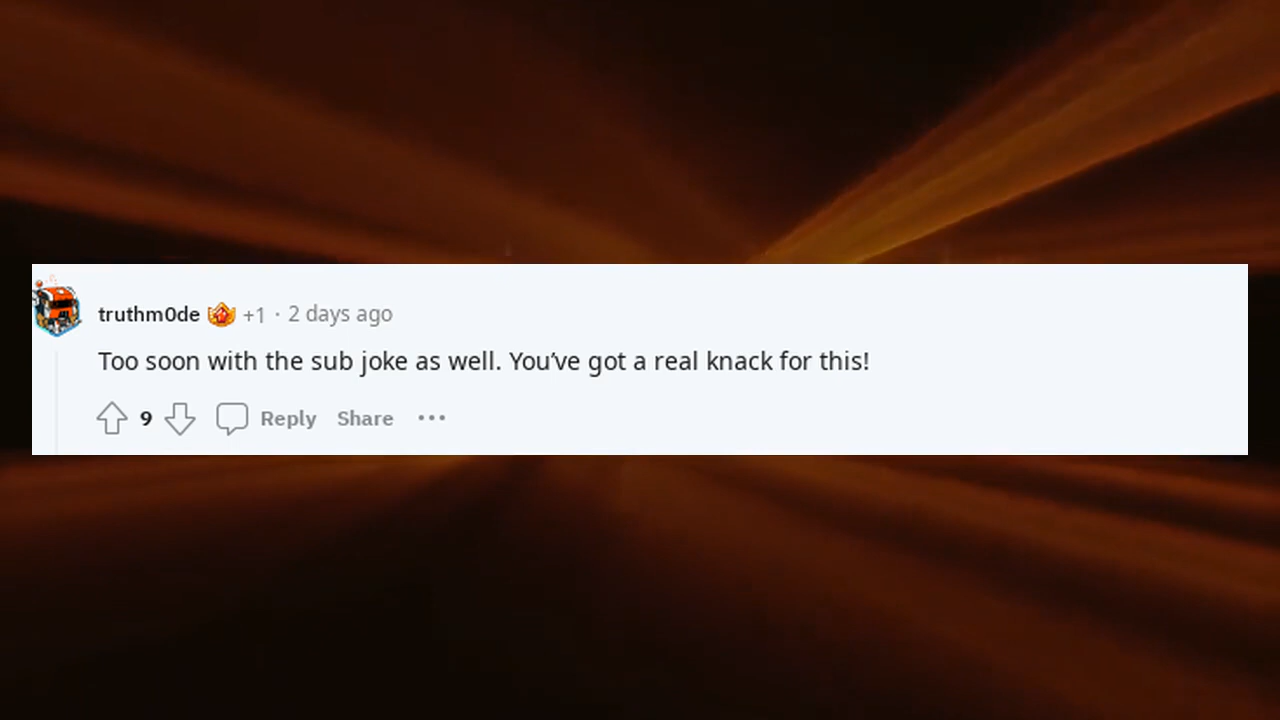 truthm0de +1 · 2 days ago
Too soon with the sub joke as well. You’ve got a real knack for this!
9 Reply Share •••